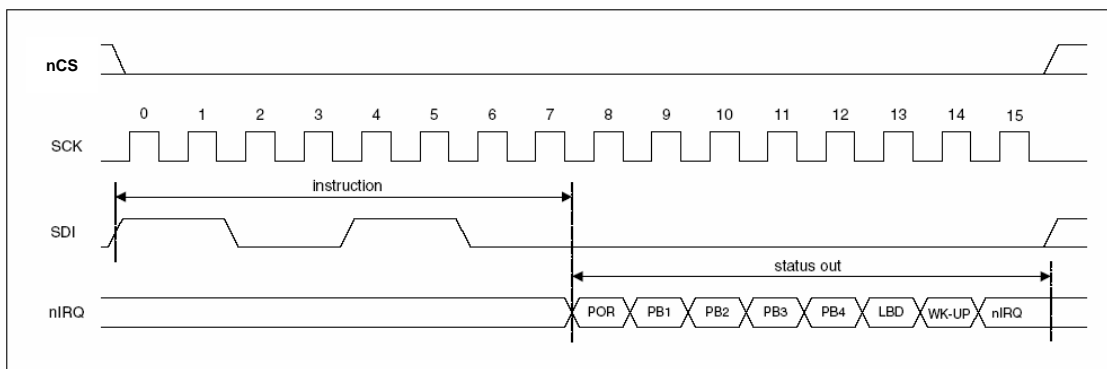 nCS
0 1 2 3 4 5 6 7 8 9 10 11 12 13 14 15
SCK
instruction
SDI
status out
nIRQ POR PB1 PB2 PB3 PB4 LBD WK-UP nIRQ